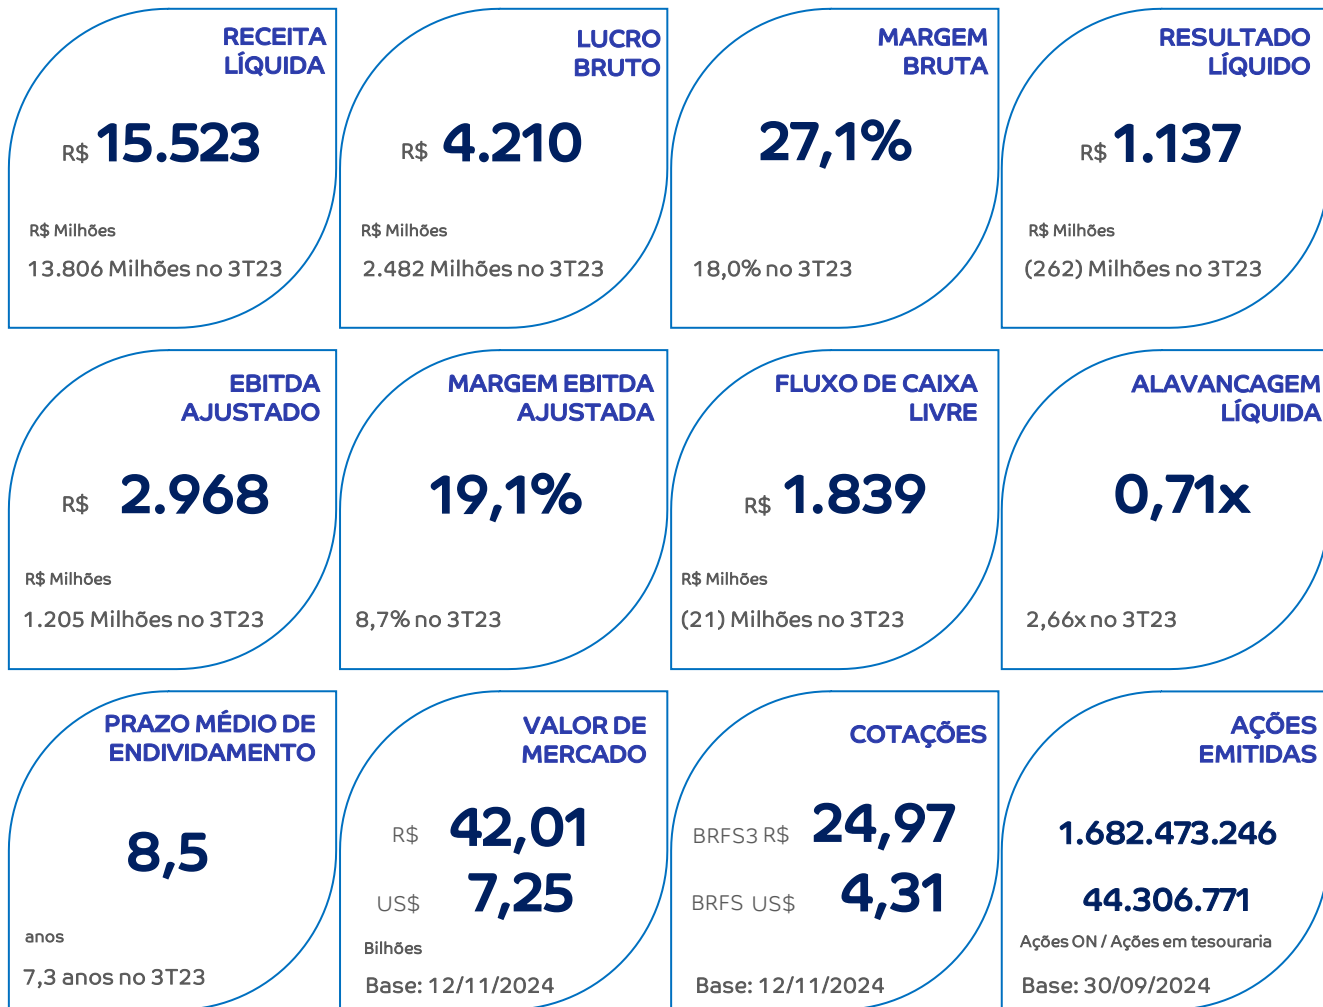 RECEITA
LÍQUIDA
R$ 15.523
R$ Milhões
13.806 Milhões no 3T23
LUCRO
BRUTO
R$ 4.210
R$ Milhões
2.482 Milhões no 3T23
MARGEM
BRUTA
27,1%
18,0% no 3T23
RESULTADO
LÍQUIDO
R$ 1.137
R$ Milhões
(262) Milhões no 3T23
EBITDA
AJUSTADO
R$ 2.968
R$ Milhões
1.205 Milhões no 3T23
MARGEM EBITDA
AJUSTADA
19,1%
8,7% no 3T23
FLUXO DE CAIXA
LIVRE
R$ 1.839
R$ Milhões
(21) Milhões no 3T23
ALAVANCAGEM
LÍQUIDA
0,71x
2,66x no 3T23
PRAZO MÉDIO DE
ENDIVIDAMENTO
8,5
anos
7,3 anos no 3T23
VALOR DE
MERCADO
R$ 42,01
US$ 7,25
Bilhões
Base: 12/11/2024
COTAÇÕES
BRFS3 R$ 24,97
BRFS US$ 4,31
Base: 12/11/2024
AÇÕES
EMITIDAS
1.682.473.246
44.306.771
Ações ON / Ações em tesouraria
Base: 30/09/2024